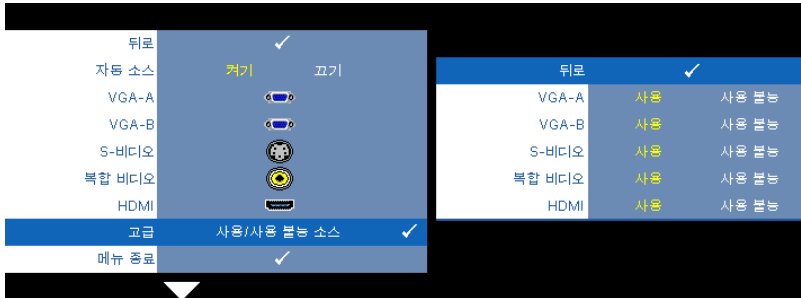 뒤로
자동 소스 켜기 끄기
VGA-A
VGA-B
S-비디오
복합 비디오
HDMI
고급 사용/사용 불능 소스
메뉴 종료
뒤로
VGA-A 사용 사용 불능
VGA-B 사용 사용 불능
S-비디오 사용 사용 불능
복합 비디오 사용 사용 불능
HDMI 사용 사용 불능